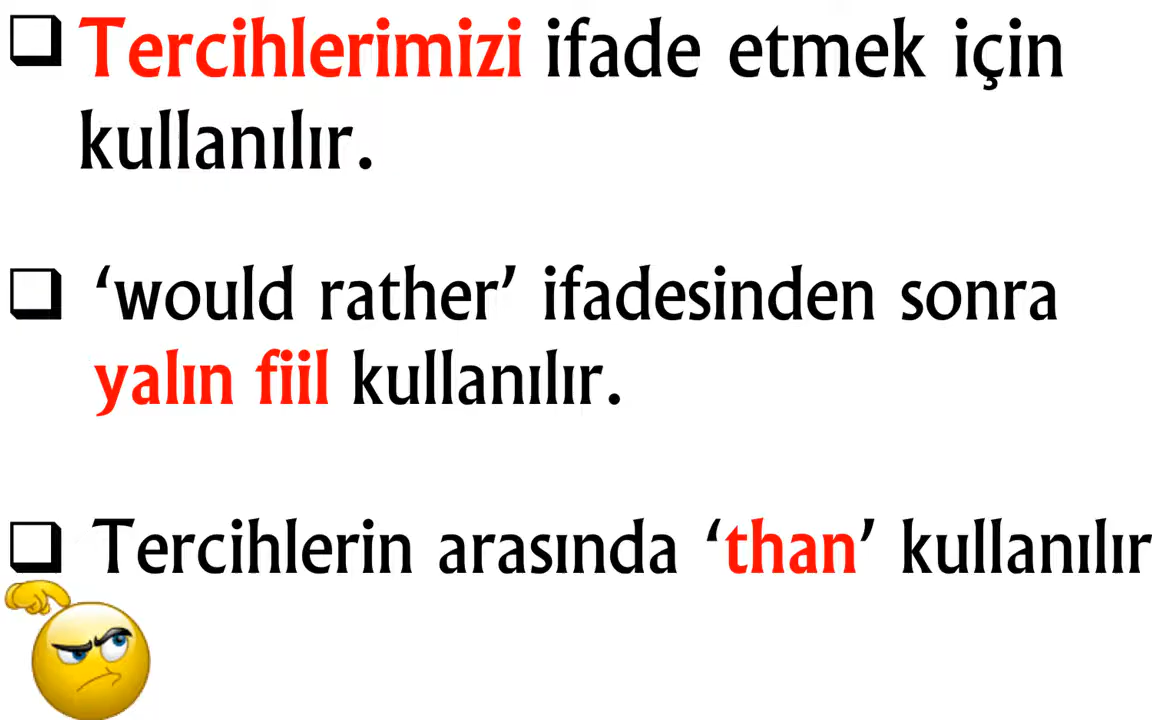 Tercihlerimizi ifade etmek için
kullanılır.
‘would rather’ ifadesinden sonra
yalın fiil kullanılır.
Tercihlerin arasında ‘than’ kullanılır